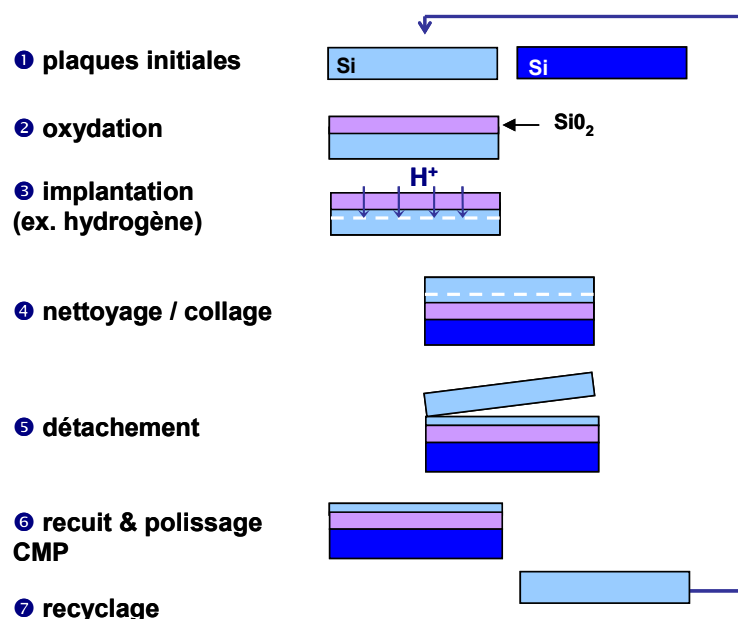 ❶ plaques initiales
Si
Si
❷ oxydation
Si0₂
❸ implantation
(ex. hydrogène)
H⁺
❹ nettoyage / collage
❺ détachement
❻ recuit & polissage
CMP
❼ recyclage